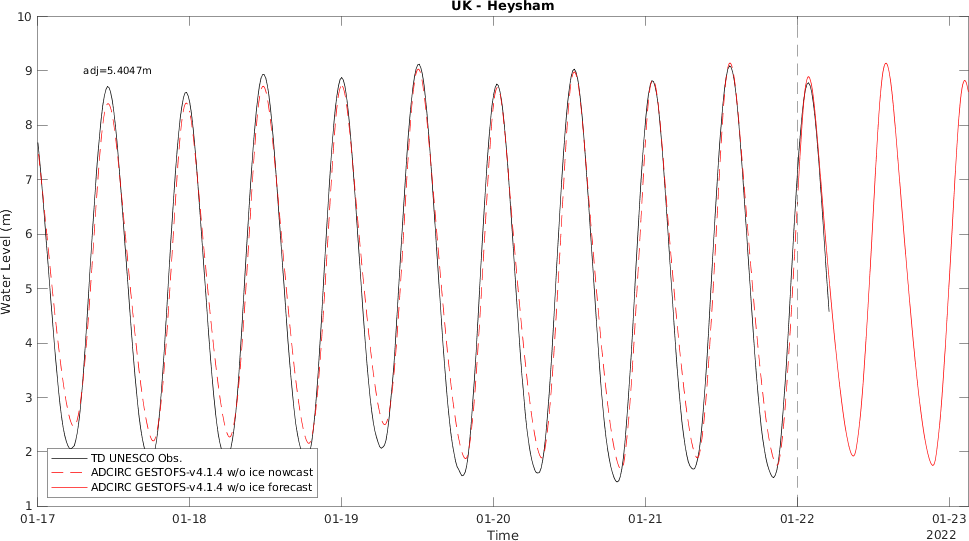 UK - Heysham
10
9
8
7
6
5
4
3
2
1
Water Level (m)
adj=5.4047m
TD UNESCO Obs.
ADCIRC GESTOFS-v4.1.4 w/o ice nowcast
ADCIRC GESTOFS-v4.1.4 w/o ice forecast
01-17 01-18 01-19 01-20 01-21 01-22 01-23
Time
2022